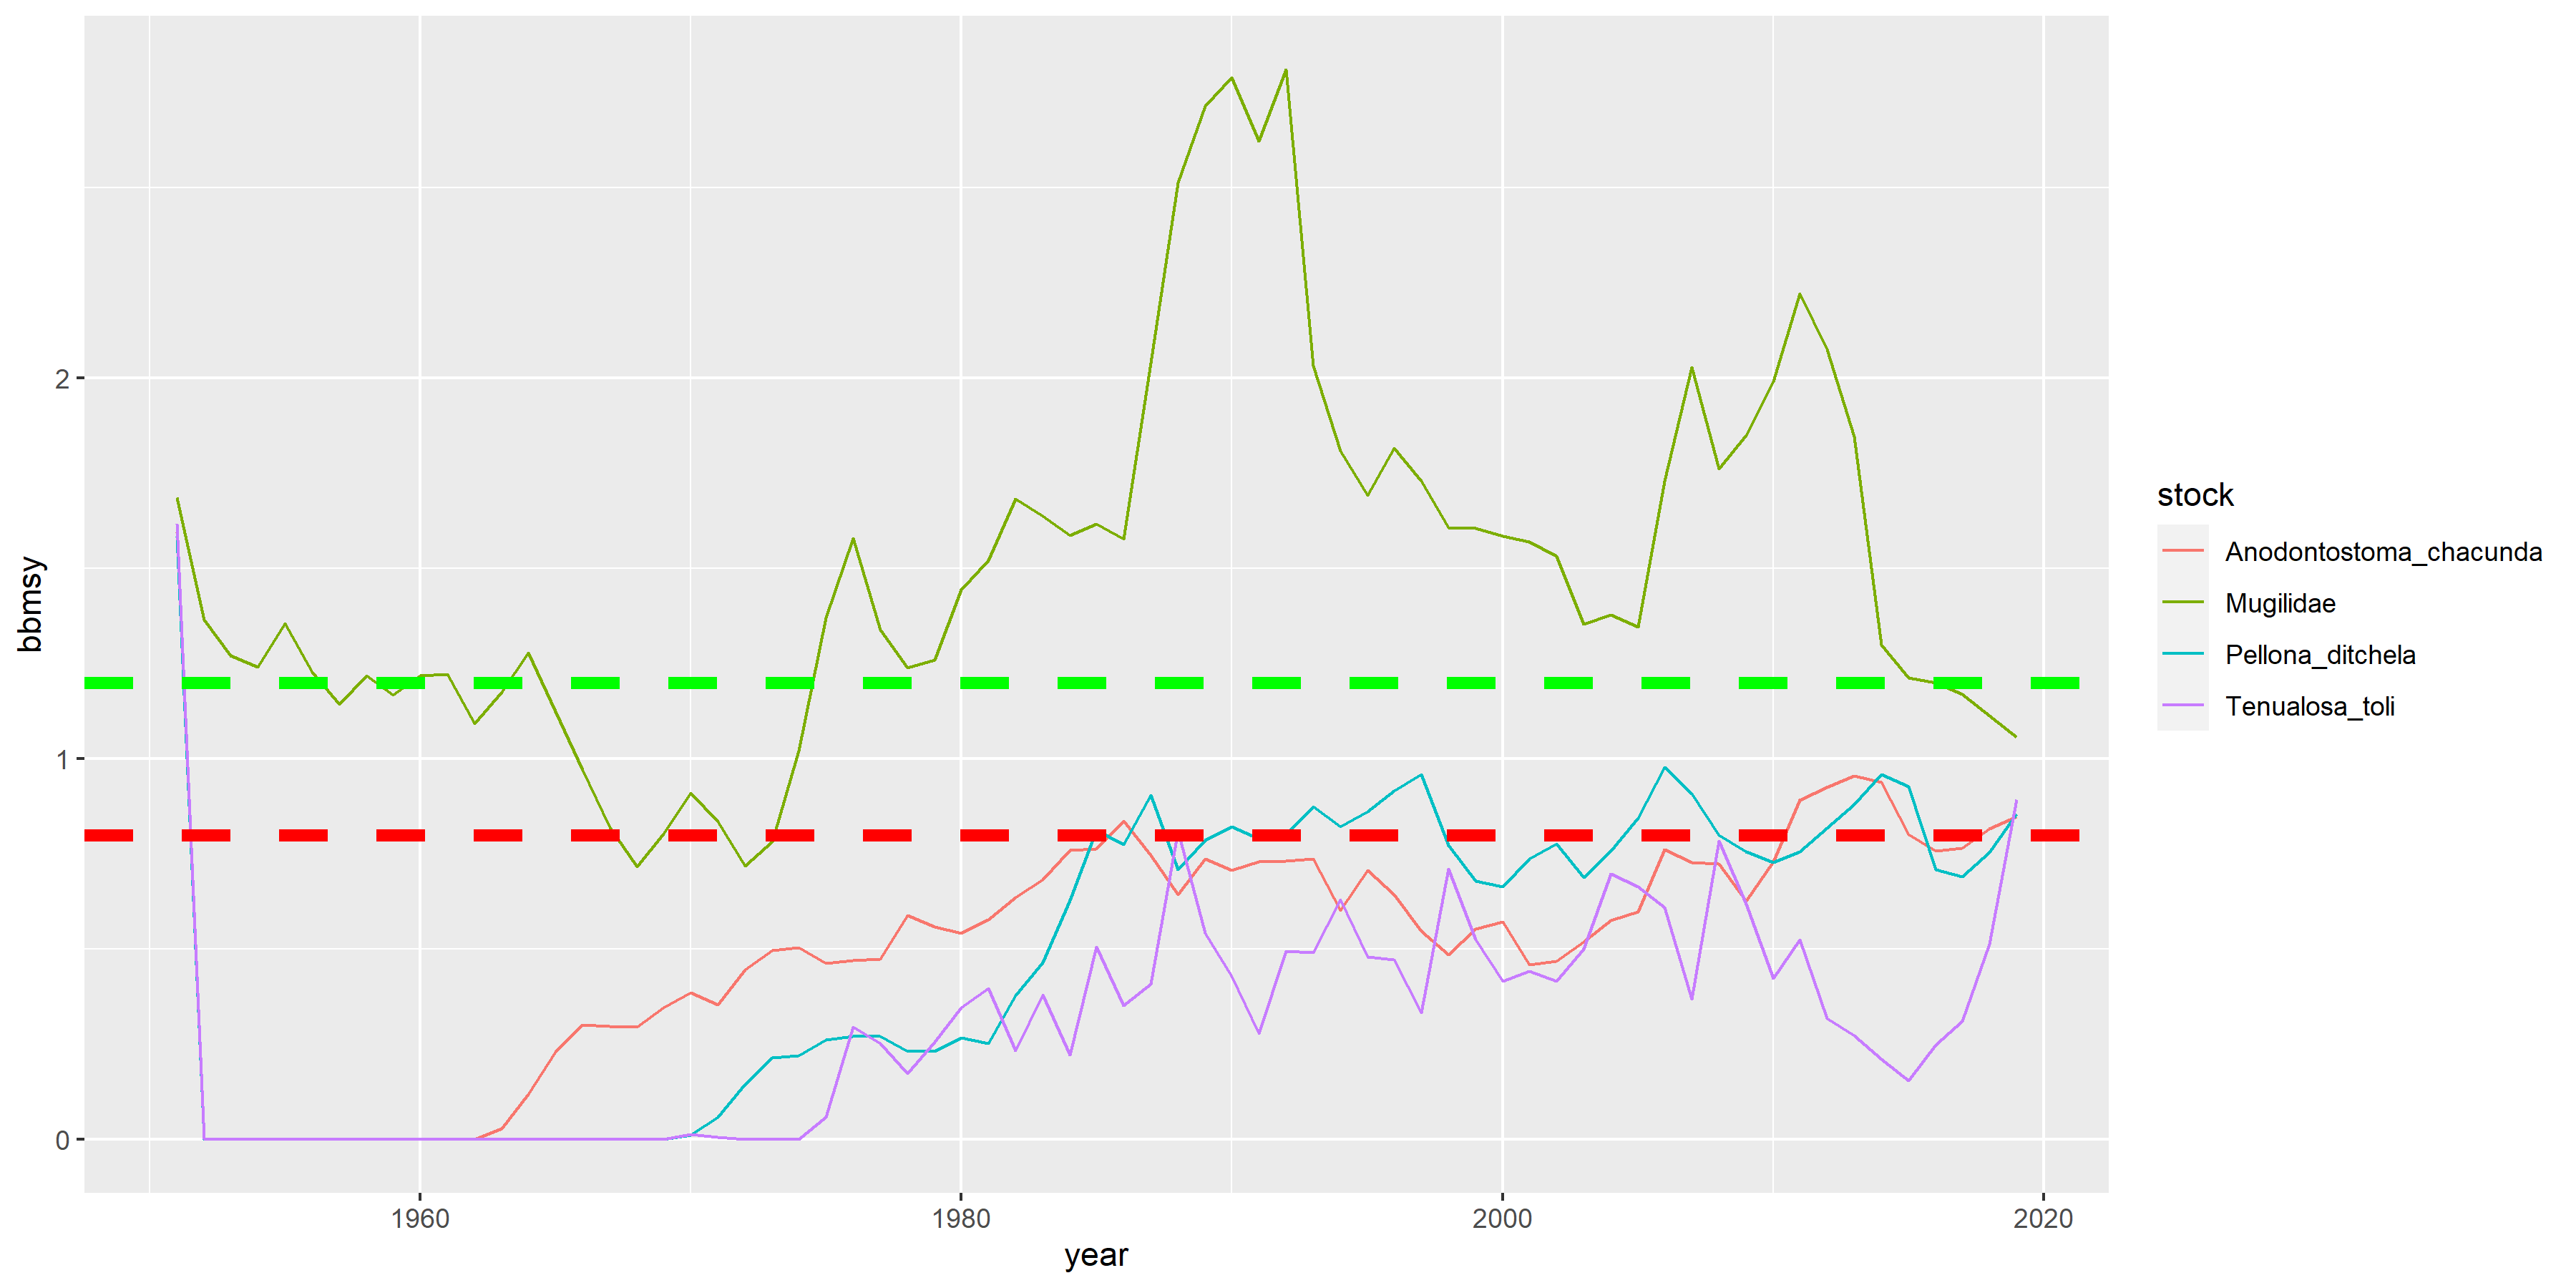 bbmsy
2
1
0
1960
1980
2000
2020
year
stock
Anodontostoma_chacunda
Mugilidae
Pellona_ditchela
Tenualosa_toli